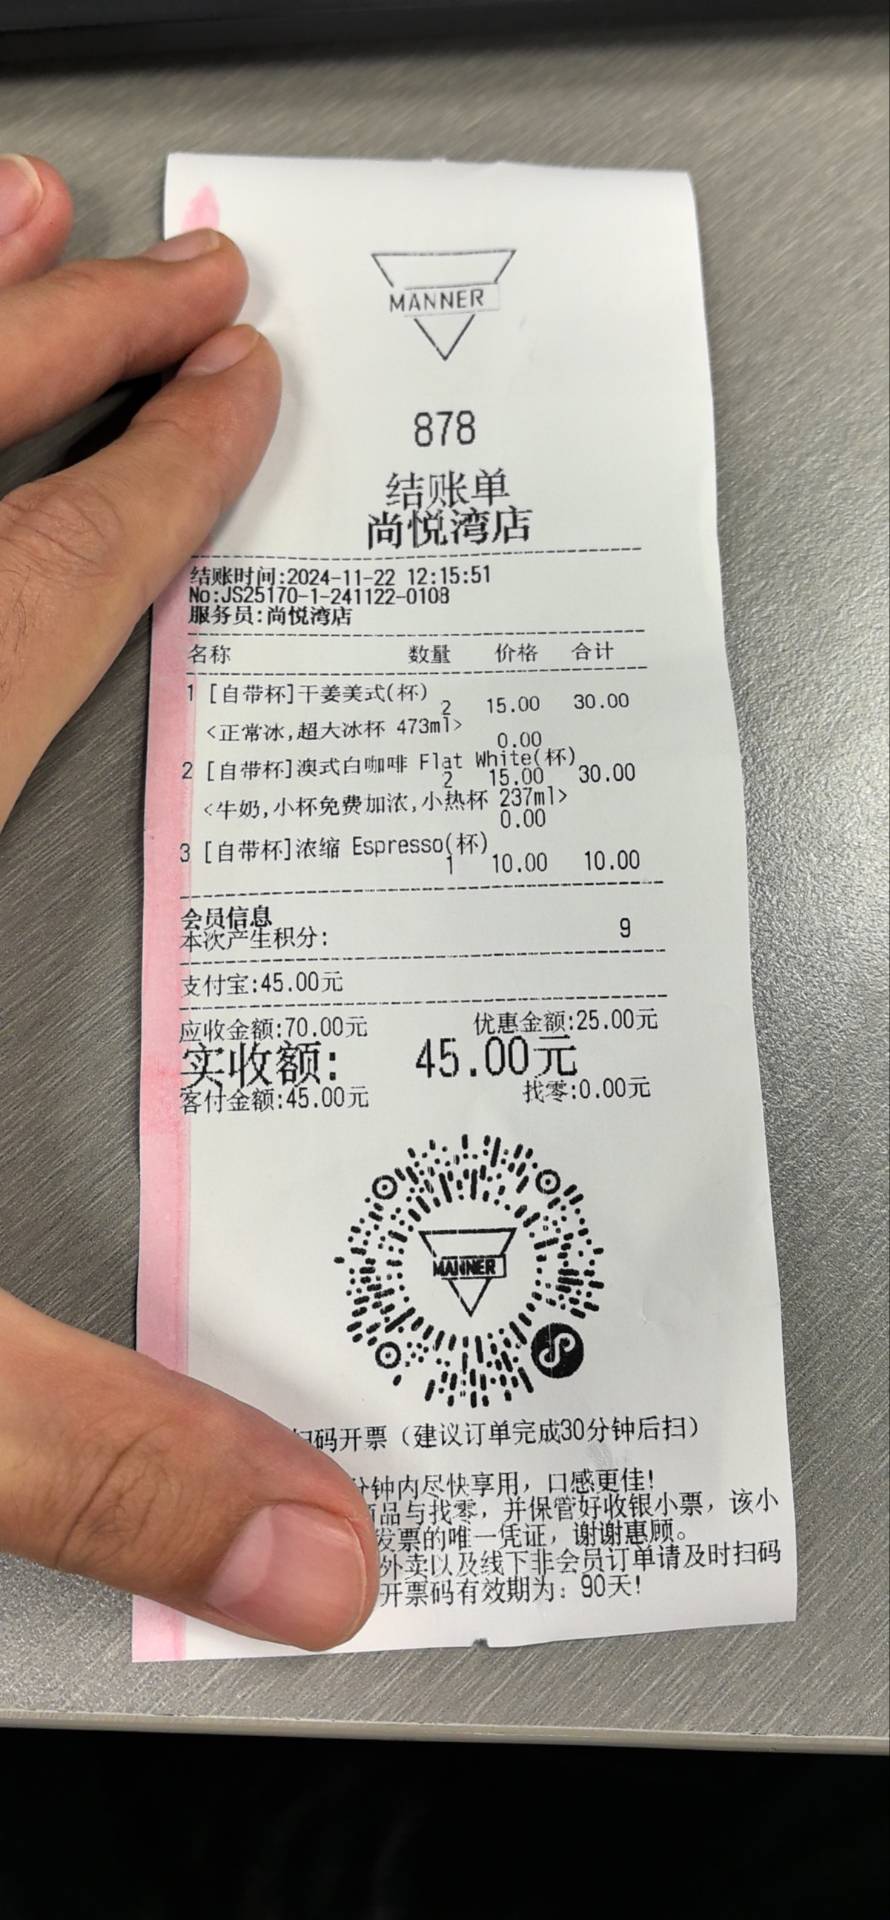 MANNER
878
结账单
尚悦湾店
结账时间:2024-11-22 12:15:51
No:JS25170-1-241122-0108
服务员:尚悦湾店
名称 数量 价格 合计
1 [自带杯]干姜美式(杯)
2 15.00 30.00
<正常冰,超大冰杯 473ml>
0.00
2 [自带杯]澳式白咖啡 Flat White(杯)
2 15.00 30.00
<牛奶,小杯免费加浓,小热杯 237ml>
0.00
3 [自带杯]浓缩 Espresso(杯)
1 10.00 10.00
会员信息
本次产生积分: 9
支付宝:45.00元
应收金额:70.00元 优惠金额:25.00元
实收额: 45.00元
客付金额:45.00元 找零:0.00元
MANNER
扫码开票（建议订单完成30分钟后扫）
分钟内尽快享用，口感更佳！
品与找零，并保管好收银小票，该小
发票的唯一凭证，谢谢惠顾。
外卖以及线下非会员订单请及时扫码
开票码有效期为：90天！